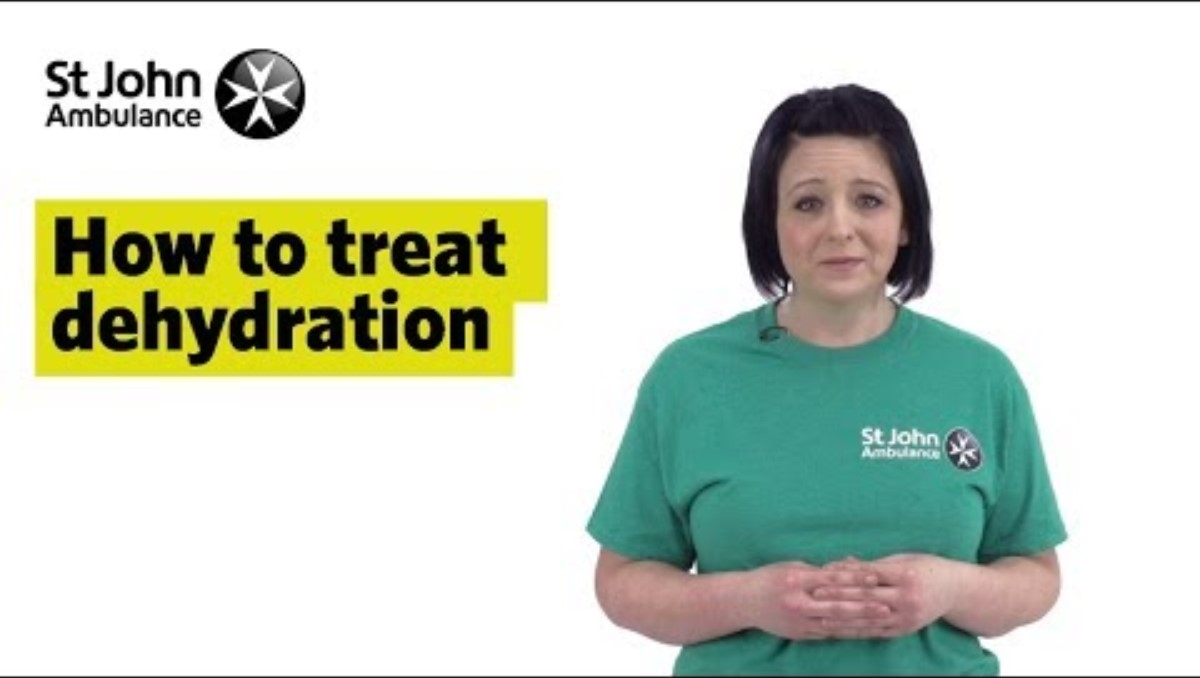 St John
Ambulance
How to treat
dehydration
St John
Ambulance